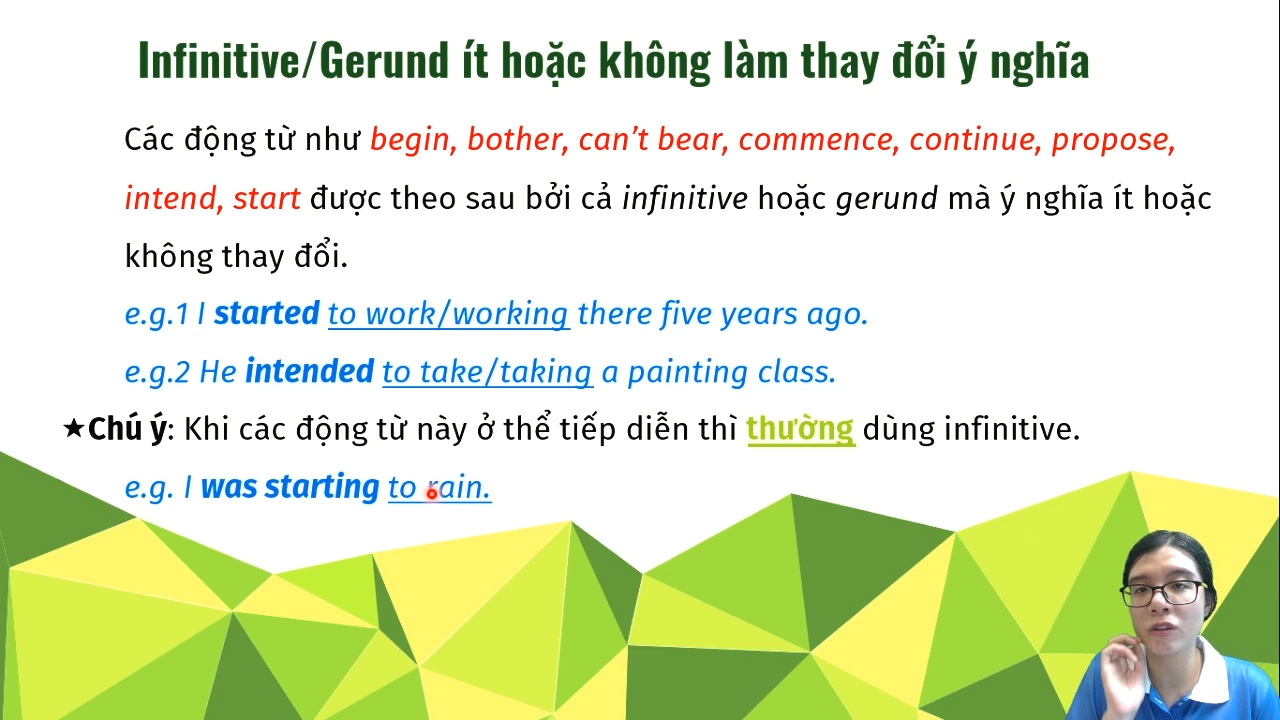 Infinitive/Gerund ít hoặc không làm thay đổi ý nghĩa
Các động từ như begin, bother, can't bear, commence, continue, propose,
intend, start được theo sau bởi cả infinitive hoặc gerund mà ý nghĩa ít hoặc
không thay đổi.
e.g.1 I started to work/working there five years ago.
e.g.2 He intended to take/taking a painting class.
★Chú ý: Khi các động từ này ở thể tiếp diễn thì thường dùng infinitive.
e.g. I was starting to rain.